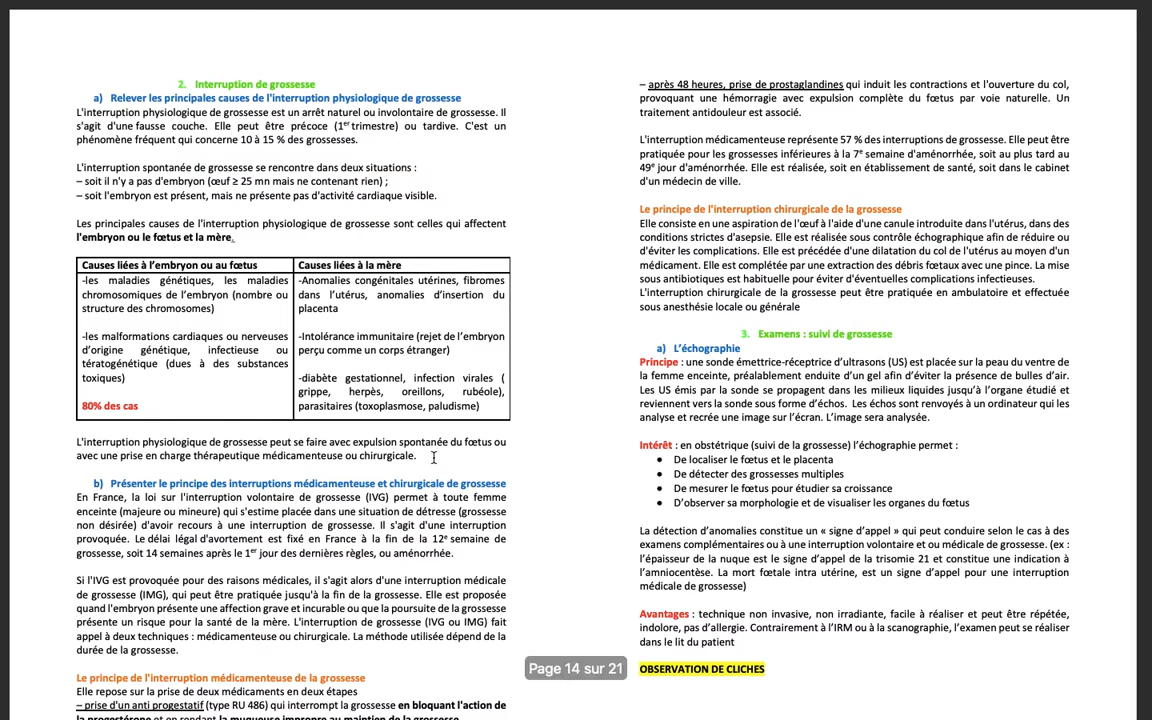 2. Interruption de grossesse
a) Relever les principales causes de l'interruption physiologique de grossesse
L'interruption physiologique de grossesse est un arrêt naturel ou involontaire de grossesse. Il
s'agit d'une fausse couche. Elle peut être précoce (1er trimestre) ou tardive. C'est un
phénomène fréquent qui concerne 10 à 15 % des grossesses.
L'interruption spontanée de grossesse se rencontre dans deux situations :
– soit il n'y a pas d'embryon (œuf ≥ 25 mn mais ne contenant rien) ;
– soit l'embryon est présent, mais ne présente pas d'activité cardiaque visible.
Les principales causes de l'interruption physiologique de grossesse sont celles qui affectent
l'embryon ou le fœtus et la mère.
Causes liées à l'embryon ou au fœtus
-les maladies génétiques, les maladies
chromosomiques de l'embryon (nombre ou
structure des chromosomes)
-les malformations cardiaques ou nerveuses
d'origine génétique, infectieuse ou
tératogénétique (dues à des substances
toxiques)
80% des cas
Causes liées à la mère
-Anomalies congénitales utérines, fibromes
dans l'utérus, anomalies d'insertion du
placenta
-Intolérance immunitaire (rejet de l'embryon
perçu comme un corps étranger)
-diabète gestationnel, infection virales (
grippe, herpès, oreillons, rubéole),
parasitaires (toxoplasmose, paludisme)
L'interruption physiologique de grossesse peut se faire avec expulsion spontanée du fœtus ou
avec une prise en charge thérapeutique médicamenteuse ou chirurgicale.
b) Présenter le principe des interruptions médicamenteuse et chirurgicale de grossesse
En France, la loi sur l'interruption volontaire de grossesse (IVG) permet à toute femme
enceinte (majeure ou mineure) qui s'estime placée dans une situation de détresse (grossesse
non désirée) d'avoir recours à une interruption de grossesse. Il s'agit d'une interruption
provoquée. Le délai légal d'avortement est fixé en France à la fin de la 12e semaine de
grossesse, soit 14 semaines après le 1er jour des dernières règles, ou aménorrhée.
Si l'IVG est provoquée pour des raisons médicales, il s'agit alors d'une interruption médicale
de grossesse (IMG), qui peut être pratiquée jusqu'à la fin de la grossesse. Elle est proposée
quand l'embryon présente une affection grave et incurable ou que la poursuite de la grossesse
présente un risque pour la santé de la mère. L'interruption de grossesse (IVG ou IMG) fait
appel à deux techniques : médicamenteuse ou chirurgicale. La méthode utilisée dépend de la
durée de la grossesse.
Le principe de l'interruption médicamenteuse de la grossesse
Elle repose sur la prise de deux médicaments en deux étapes
– prise d'un anti progestatif (type RU 486) qui interrompt la grossesse en bloquant l'action de
la progestérone et en rendant la muqueuse impropre au maintien de la grossesse
– après 48 heures, prise de prostaglandines qui induit les contractions et l'ouverture du col,
provoquant une hémorragie avec expulsion complète du fœtus par voie naturelle. Un
traitement antidouleur est associé.
L'interruption médicamenteuse représente 57 % des interruptions de grossesse. Elle peut être
pratiquée pour les grossesses inférieures à la 7e semaine d'aménorrhée, soit au plus tard au
49e jour d'aménorrhée. Elle est réalisée, soit en établissement de santé, soit dans le cabinet
d'un médecin de ville.
Le principe de l'interruption chirurgicale de la grossesse
Elle consiste en une aspiration de l'œuf à l'aide d'une canule introduite dans l'utérus, dans des
conditions strictes d'asepsie. Elle est réalisée sous contrôle échographique afin de réduire ou
d'éviter les complications. Elle est précédée d'une dilatation du col de l'utérus au moyen d'un
médicament. Elle est complétée par une extraction des débris fœtaux avec une pince. La mise
sous antibiotiques est habituelle pour éviter d'éventuelles complications infectieuses.
L'interruption chirurgicale de la grossesse peut être pratiquée en ambulatoire et effectuée
sous anesthésie locale ou générale
3. Examens : suivi de grossesse
a) L'échographie
Principe : une sonde émettrice-réceptrice d'ultrasons (US) est placée sur la peau du ventre de
la femme enceinte, préalablement enduite d'un gel afin d'éviter la présence de bulles d'air.
Les US émis par la sonde se propagent dans les milieux liquides jusqu'à l'organe étudié et
reviennent vers la sonde sous forme d'échos. Les échos sont renvoyés à un ordinateur qui les
analyse et recrée une image sur l'écran. L'image sera analysée.
Intérêt : en obstétrique (suivi de la grossesse) l'échographie permet :
• De localiser le fœtus et le placenta
• De détecter des grossesses multiples
• De mesurer le fœtus pour étudier sa croissance
• D'observer sa morphologie et de visualiser les organes du fœtus
La détection d'anomalies constitue un « signe d'appel » qui peut conduire selon le cas à des
examens complémentaires ou à une interruption volontaire et ou médicale de grossesse. (ex :
l'épaisseur de la nuque est le signe d'appel de la trisomie 21 et constitue une indication à
l'amniocentèse. La mort fœtale intra utérine, est un signe d'appel pour une interruption
médicale de grossesse)
Avantages : technique non invasive, non irradiante, facile à réaliser et peut être répétée,
indolore, pas d'allergie. Contrairement à l'IRM ou à la scanographie, l'examen peut se réaliser
dans le lit du patient
OBSERVATION DE CLICHES
Page 14 sur 21